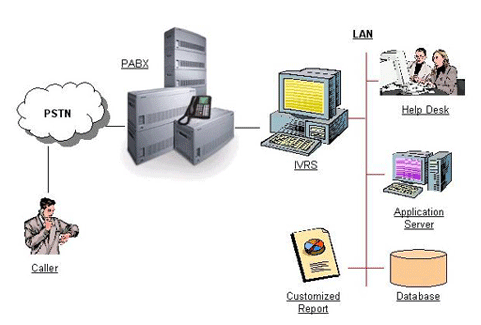 LAN
PABX
PSTN
Help Desk
IVRS
Application
Server
Caller
Customized
Report
Database